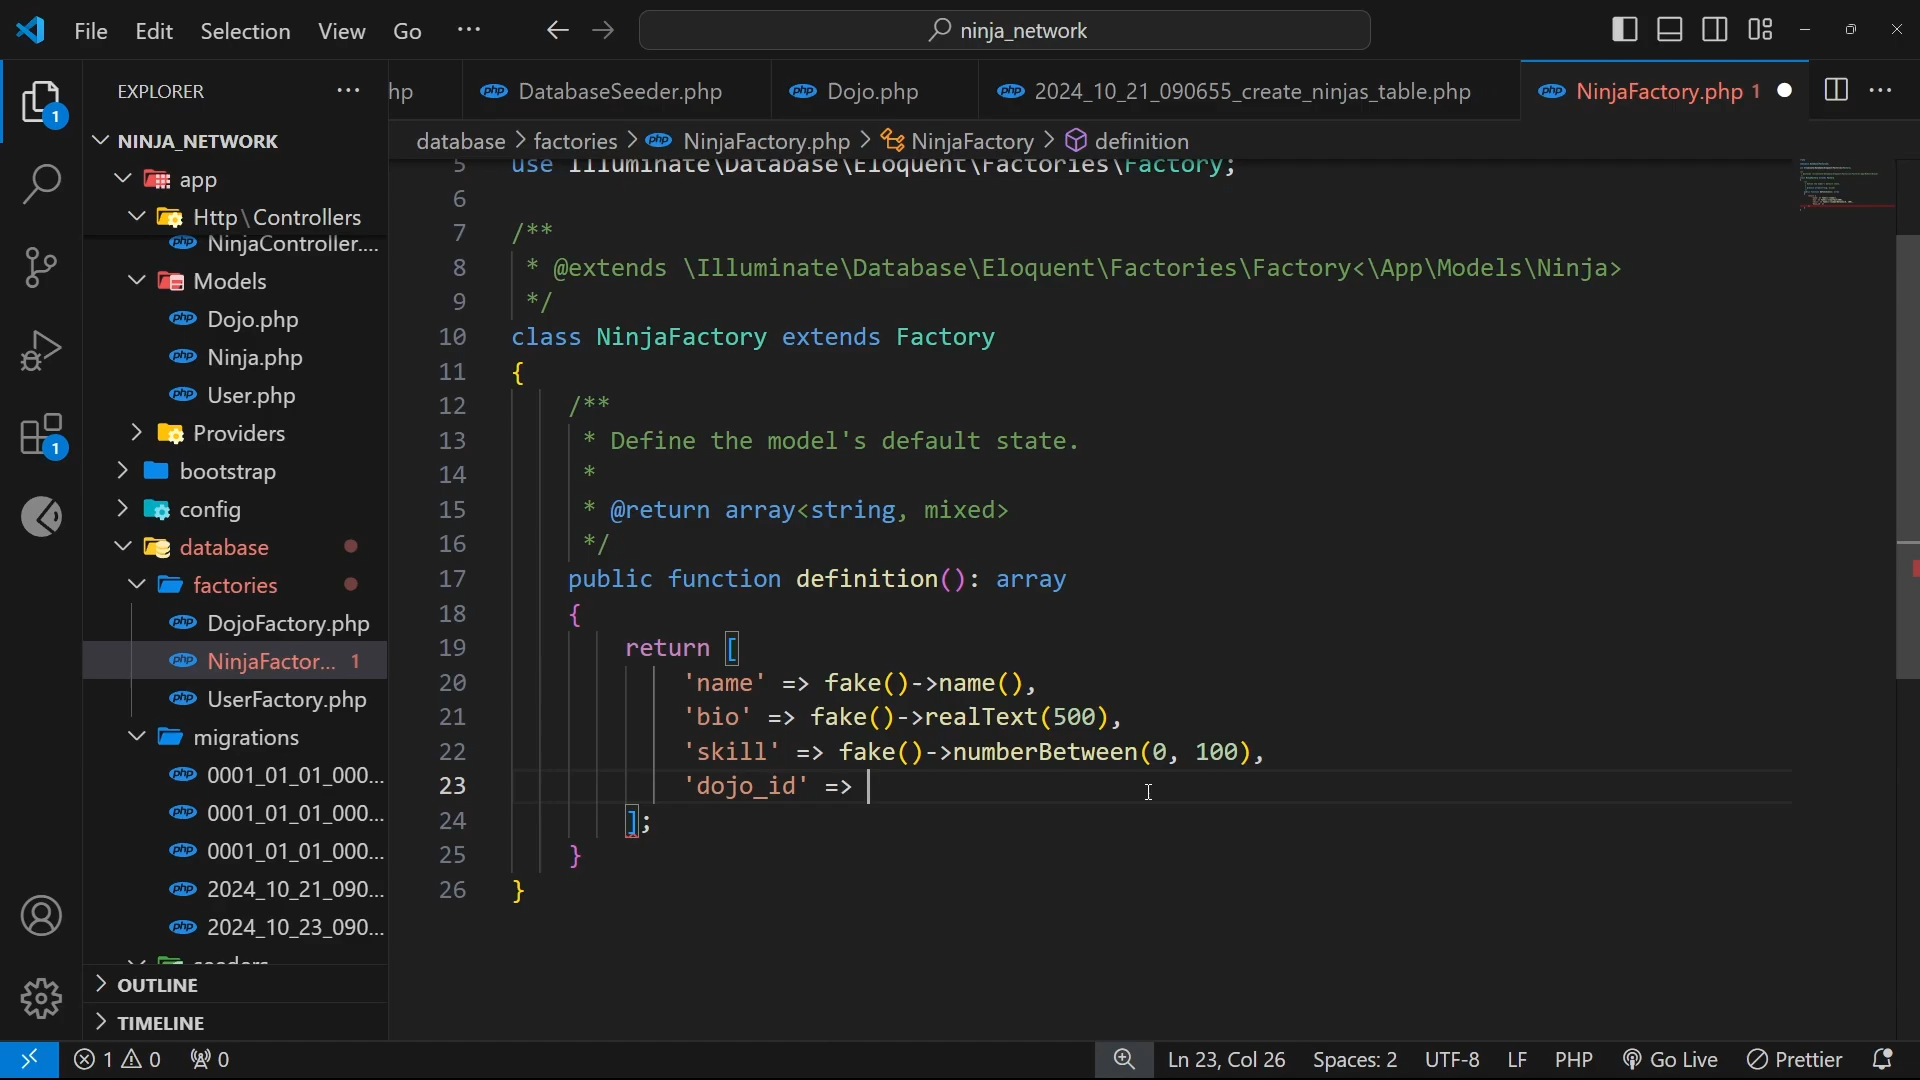 File Edit Selection View Go ··· ninja_network
EXPLORER ···
hp DatabaseSeeder.php Dojo.php 2024_10_21_090655_create_ninjas_table.php NinjaFactory.php 1
database > factories > NinjaFactory.php > NinjaFactory > definition
NINJA_NETWORK
app
Http\Controllers
NinjaController....
Models
Dojo.php
Ninja.php
User.php
Providers
bootstrap
config
database
factories
DojoFactory.php
NinjaFactor... 1
UserFactory.php
migrations
0001_01_01_000...
0001_01_01_000...
0001_01_01_000...
2024_10_21_090...
2024_10_23_090...
seeders
OUTLINE
TIMELINE
1
1
5 use Illuminate\Database\Eloquent\Factories\Factory;
6
7 /**
8 * @extends \Illuminate\Database\Eloquent\Factories\Factory<\App\Models\Ninja>
9 */
10 class NinjaFactory extends Factory
11 {
12 /**
13 * Define the model's default state.
14 *
15 * @return array<string, mixed>
16 */
17 public function definition(): array
18 {
19 return [
20 'name' => fake()->name(),
21 'bio' => fake()->realText(500),
22 'skill' => fake()->numberBetween(0, 100),
23 'dojo_id' =>
24 ];
25 }
26 }
1 0 0 Ln 23, Col 26 Spaces: 2 UTF-8 LF PHP Go Live Prettier